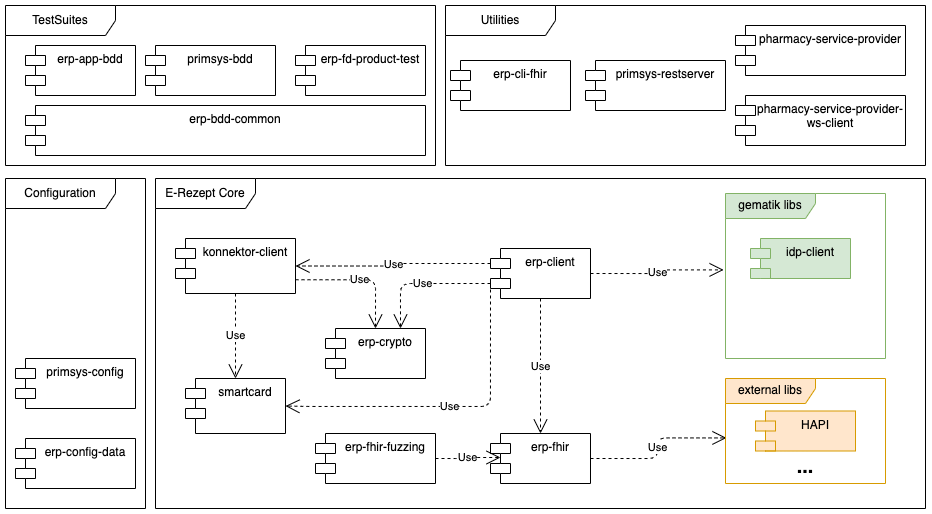 TestSuites
erp-app-bdd
primsys-bdd
erp-fd-product-test
erp-bdd-common
Utilities
erp-cli-fhir
primsys-restserver
pharmacy-service-provider
pharmacy-service-provider-
ws-client
Configuration
primsys-config
erp-config-data
E-Rezept Core
konnektor-client
Use
erp-client
Use
Use
Use
erp-crypto
Use
smartcard
Use
Use
erp-fhir-fuzzing
Use
erp-fhir
Use
gematik libs
idp-client
external libs
HAPI
...